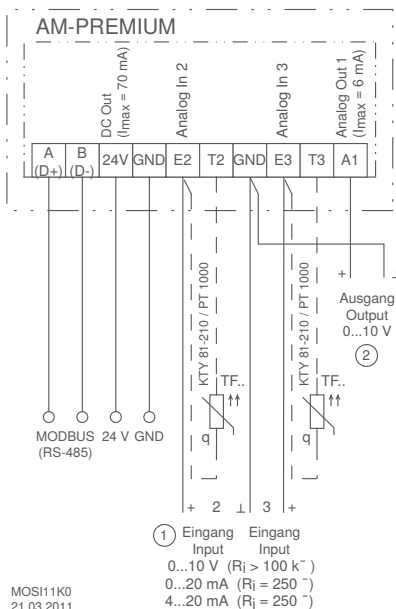 AM-PREMIUM
DC Out
(Imax = 70 mA)
Analog In 2
Analog In 3
Analog Out 1
(Imax = 6 mA)
A
(D+)
B
(D-)
24V
GND
E2
T2
GND
E3
T3
A1
KTY 81-210 / PT 1000
KTY 81-210 / PT 1000
+ ⊥
Ausgang
Output
0...10 V
2
TF..
TF..
q
q
MODBUS 24 V GND
(RS-485)
+ 2 ⊥ 3 +
1 Eingang Eingang
Input Input
0...10 V (Ri > 100 k˜)
0...20 mA (Ri = 250 ˜)
4...20 mA (Ri = 250 ˜)
MOSI11K0
21.03.2011